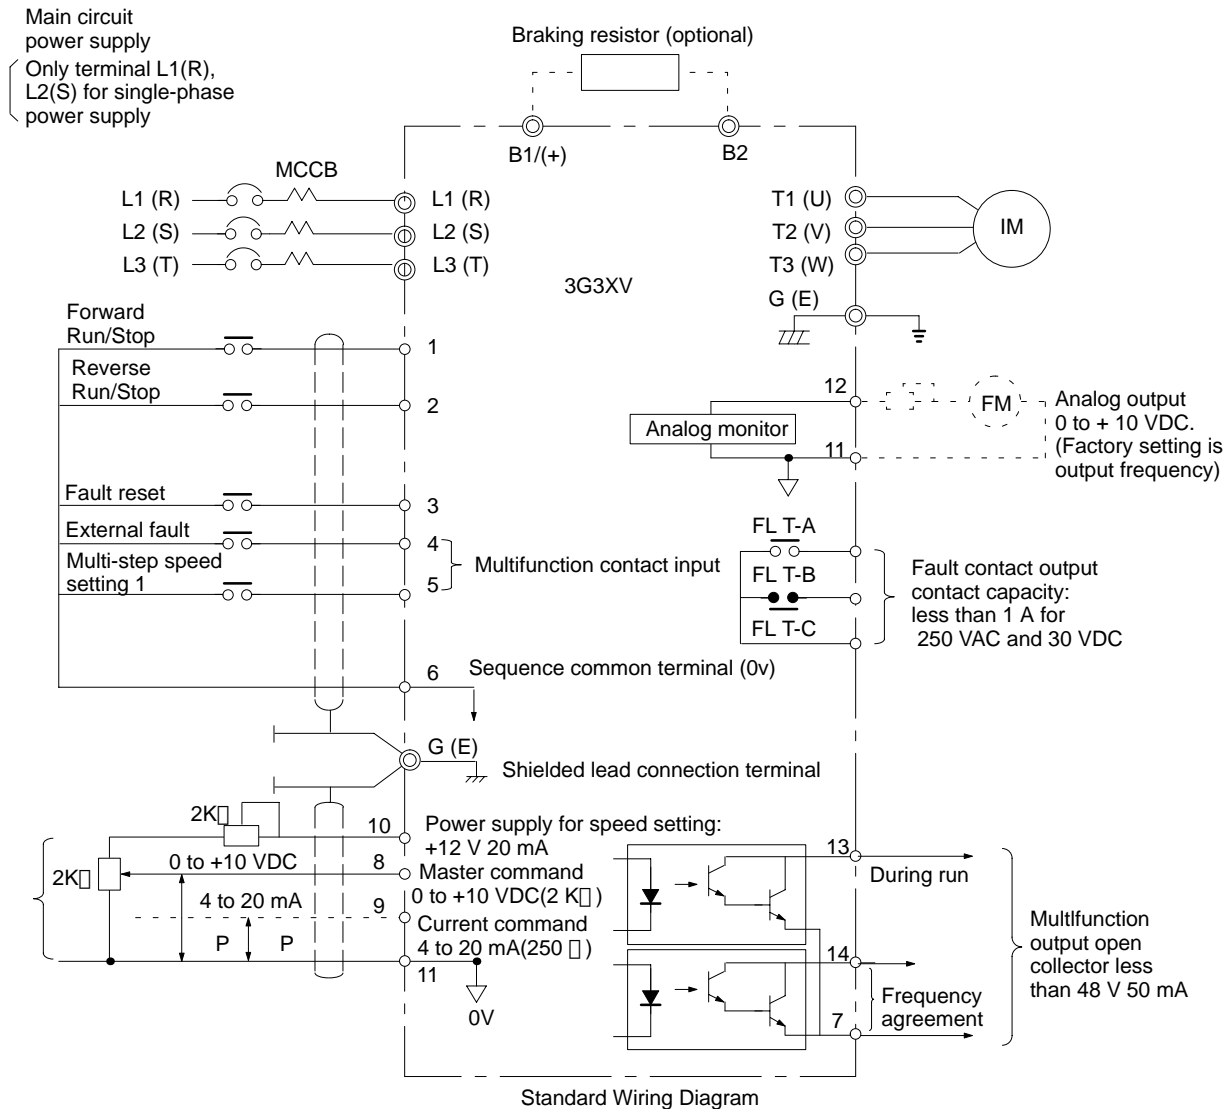 Main circuit
power supply
Only terminal L1(R),
L2(S) for single-phase
power supply
Braking resistor (optional)
B1/(+)
B2
MCCB
L1 (R)
L1 (R)
T1 (U)
L2 (S)
L2 (S)
T2 (V)
IM
L3 (T)
L3 (T)
T3 (W)
3G3XV
G (E)
Forward
Run/Stop
1
Reverse
Run/Stop
2
12
FM
Analog output
0 to + 10 VDC.
(Factory setting is
output frequency)
Analog monitor
11
Fault reset
3
External fault
4
Multi-step speed
setting 1
5
Multifunction contact input
FL T-A
FL T-B
FL T-C
Fault contact output
contact capacity:
less than 1 A for
250 VAC and 30 VDC
6
Sequence common terminal (0v)
G (E)
Shielded lead connection terminal
2K▯
10
Power supply for speed setting:
+12 V 20 mA
2K▯
0 to +10 VDC
8
Master command
0 to +10 VDC(2 K▯ )
4 to 20 mA
9
Current command
4 to 20 mA(250 ▯ )
P
P
11
0V
13
During run
14
Frequency
agreement
7
Multlfunction
output open
collector less
than 48 V 50 mA
Standard Wiring Diagram